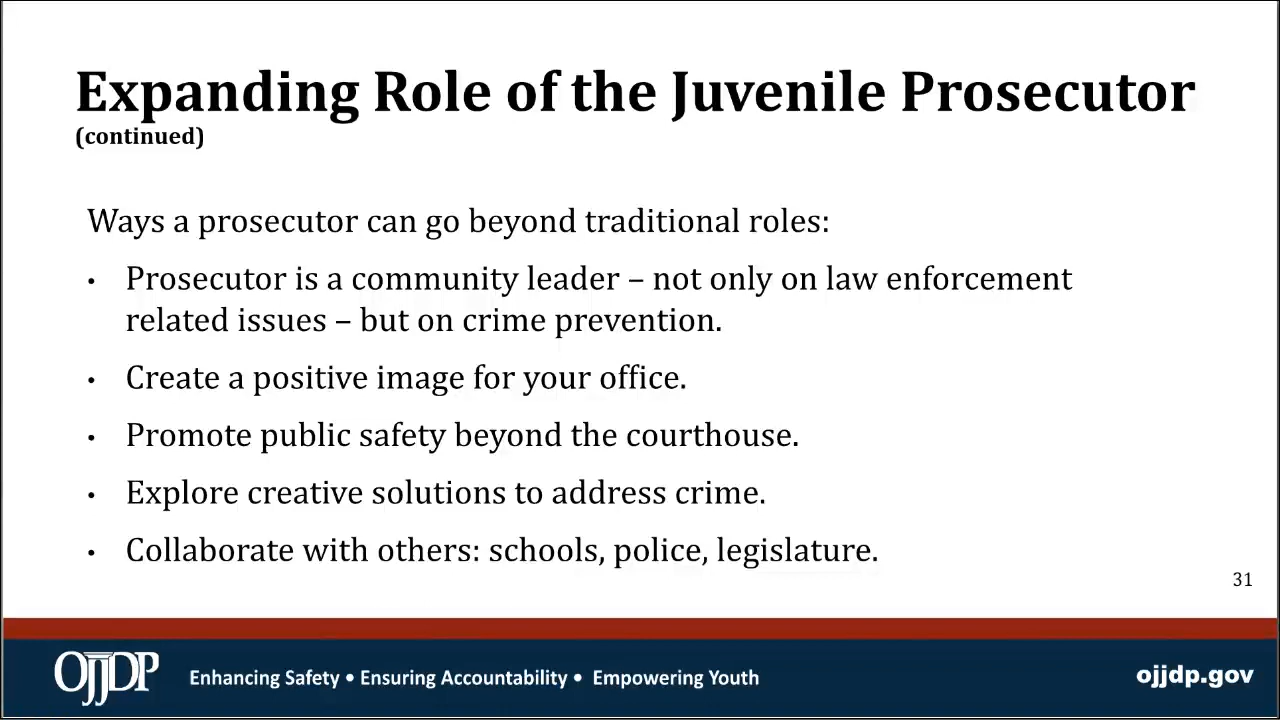 Expanding Role of the Juvenile Prosecutor
(continued)
Ways a prosecutor can go beyond traditional roles:
• Prosecutor is a community leader – not only on law enforcement
related issues – but on crime prevention.
• Create a positive image for your office.
• Promote public safety beyond the courthouse.
• Explore creative solutions to address crime.
• Collaborate with others: schools, police, legislature.
31
OJJDP
Enhancing Safety • Ensuring Accountability • Empowering Youth
ojjdp.gov